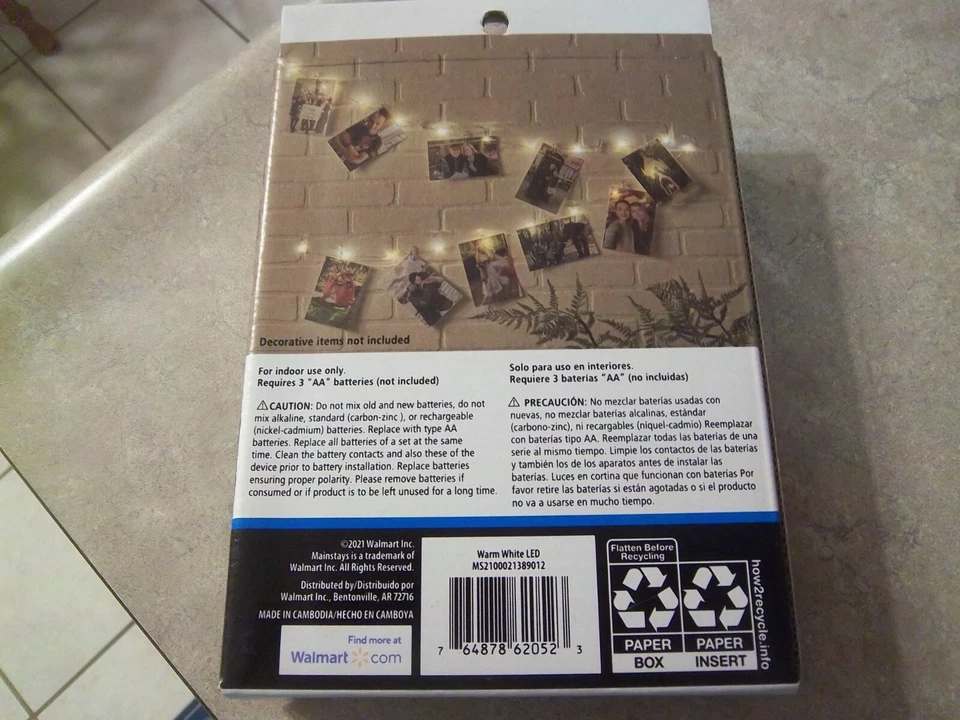 Decorative items not included
For indoor use only.
Requires 3 "AA" batteries (not included)
⚠CAUTION: Do not mix old and new batteries, do not
mix alkaline, standard (carbon-zinc ), or rechargeable
(nickel-cadmium) batteries. Replace with type AA
batteries. Replace all batteries of a set at the same
time. Clean the battery contacts and also these of the
device prior to battery installation. Replace batteries
ensuring proper polarity. Please remove batteries if
consumed or if product is to be left unused for a long time.
Solo para uso en interiores.
Requiere 3 baterías "AA" (no incluidas)
⚠ PRECAUCIÓN: No mezclar baterías usadas con
nuevas, no mezclar baterías alcalinas, estándar
(carbono-zinc), ni recargables (niquel-cadmio) Reemplazar
con baterías tipo AA. Reemplazar todas las baterías de una
serie al mismo tiempo. Limpie los contactos de las baterías
y también los de los aparatos antes de instalar las
baterías. Luces en cortina que funcionan con baterías Por
favor retire las baterías si están agotadas o si el producto
no va a usarse en mucho tiempo.
©2021 Walmart Inc.
Mainstays is a trademark of
Walmart Inc. All Rights Reserved.
Distributed by/Distribuido por
Walmart Inc., Bentonville, AR 72716
MADE IN CAMBODIA/HECHO EN CAMBOYA
Find more at
Walmart com
Warm White LED
MS2100021389012
7 64878 62052 3
Flatten Before
Recycling
PAPER
BOX
PAPER
INSERT
how2recycle.info